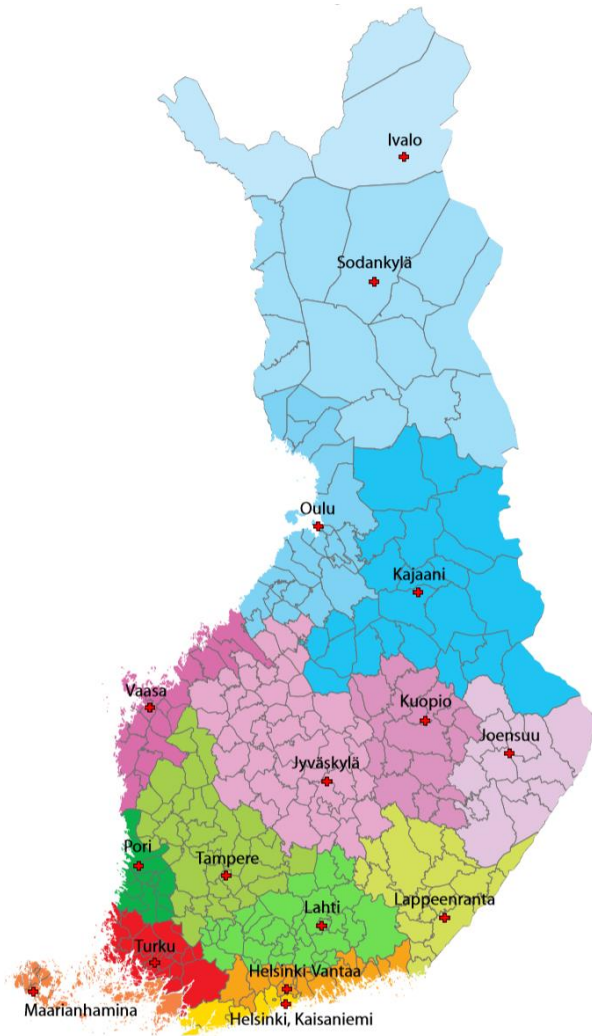 Ivalo
Sodankylä
Oulu
Kajaani
Vaasa
Kuopio
Joensuu
Jyväskylä
Pori
Tampere
Lappeenranta
Lahti
Turku
Helsinki-Vantaa
Maarianhamina
Helsinki, Kaisaniemi